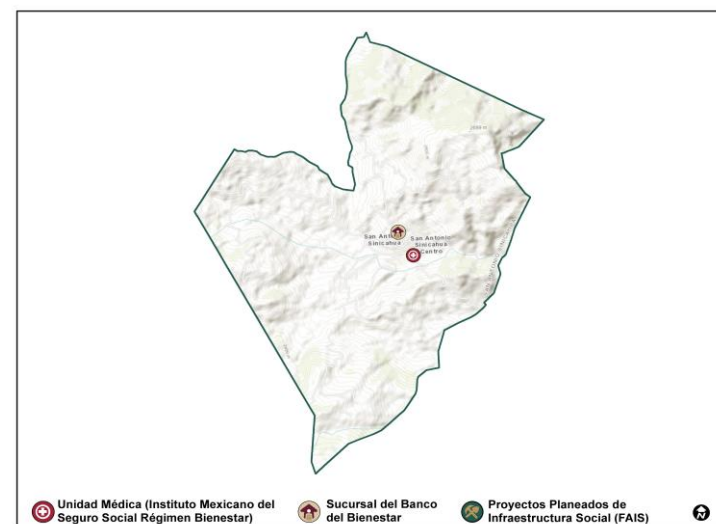 San Antonio
Sinicahua
San Antonio
Sinicahua
Centro
Unidad Médica (Instituto Mexicano del
Seguro Social Régimen Bienestar)
Sucursal del Banco
del Bienestar
Proyectos Planeados de
Infraestructura Social (FAIS)
N